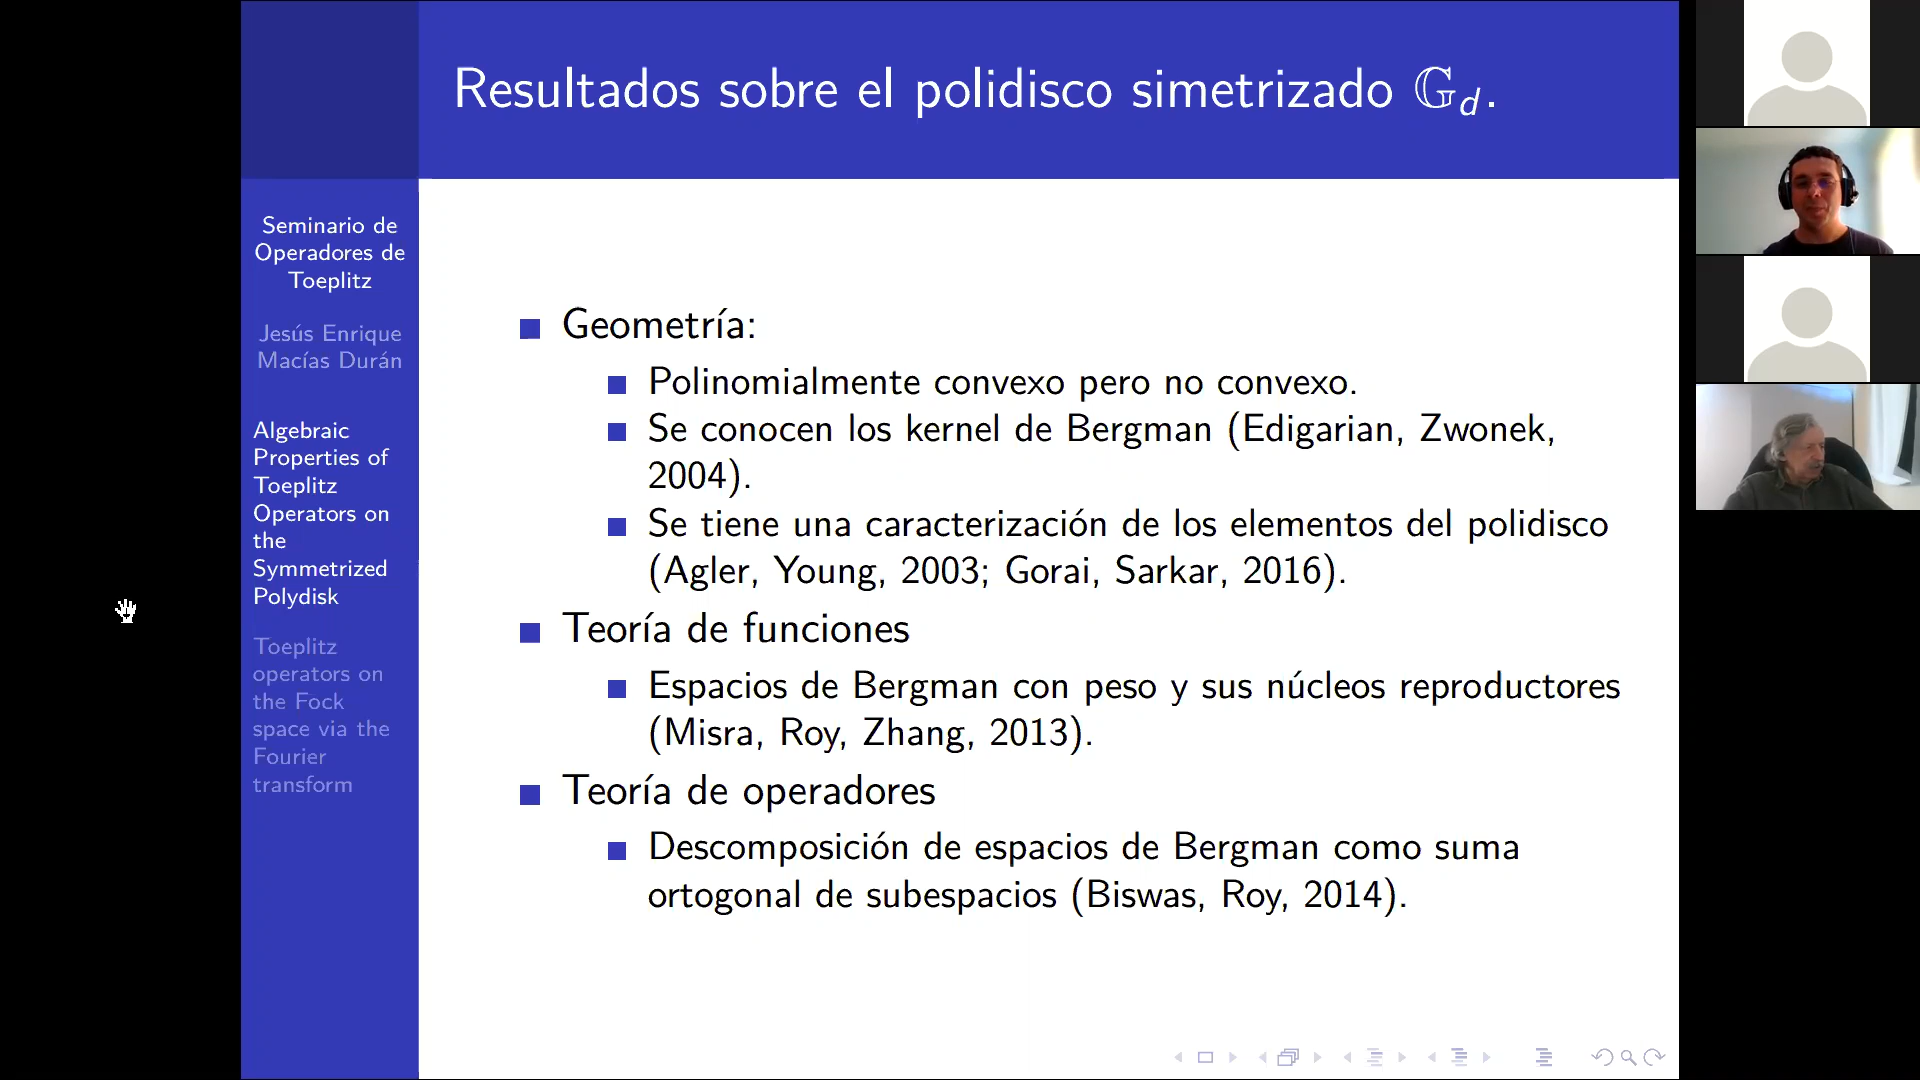 Resultados sobre el polidisco simetrizado 𝔾d.
Seminario de
Operadores de
Toeplitz
Jesús Enrique
Macías Durán
Algebraic
Properties of
Toeplitz
Operators on
the
Symmetrized
Polydisk
Toeplitz
operators on
the Fock
space via the
Fourier
transform
Geometría:
Polinomialmente convexo pero no convexo.
Se conocen los kernel de Bergman (Edigarian, Zwonek,
2004).
Se tiene una caracterización de los elementos del polidisco
(Agler, Young, 2003; Gorai, Sarkar, 2016).
Teoría de funciones
Espacios de Bergman con peso y sus núcleos reproductores
(Misra, Roy, Zhang, 2013).
Teoría de operadores
Descomposición de espacios de Bergman como suma
ortogonal de subespacios (Biswas, Roy, 2014).